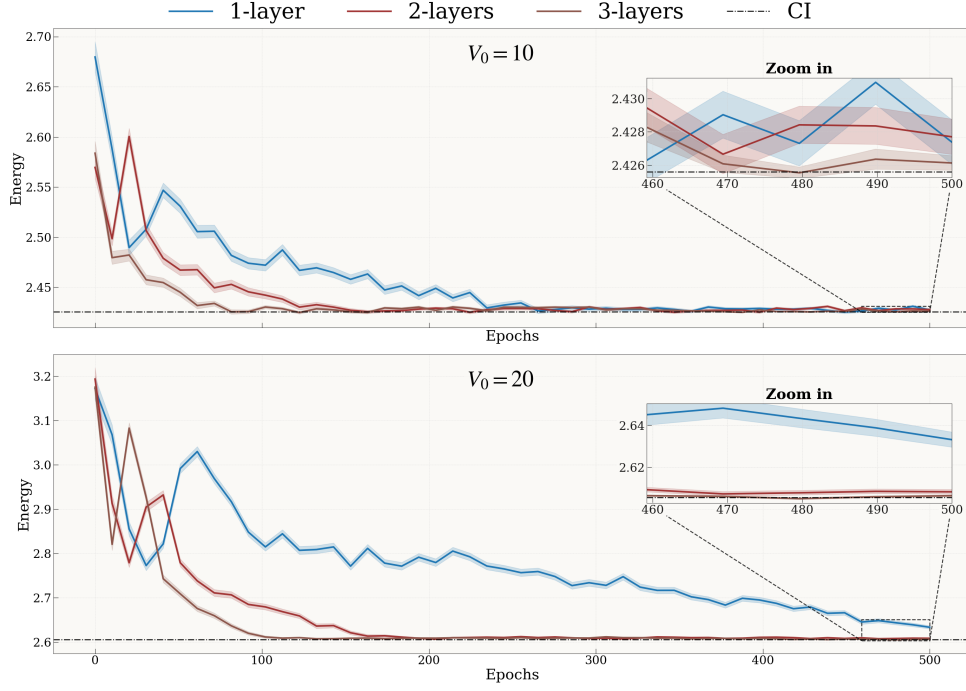 1-layer 2-layers 3-layers CI
V₀ = 10
Energy
2.70
2.65
2.60
2.55
2.50
2.45
Zoom in
2.430
2.428
2.426
460 470 480 490 500
Epochs
V₀ = 20
Energy
3.2
3.1
3.0
2.9
2.8
2.7
2.6
Zoom in
2.64
2.62
460 470 480 490 500
0 100 200 300 400 500
Epochs